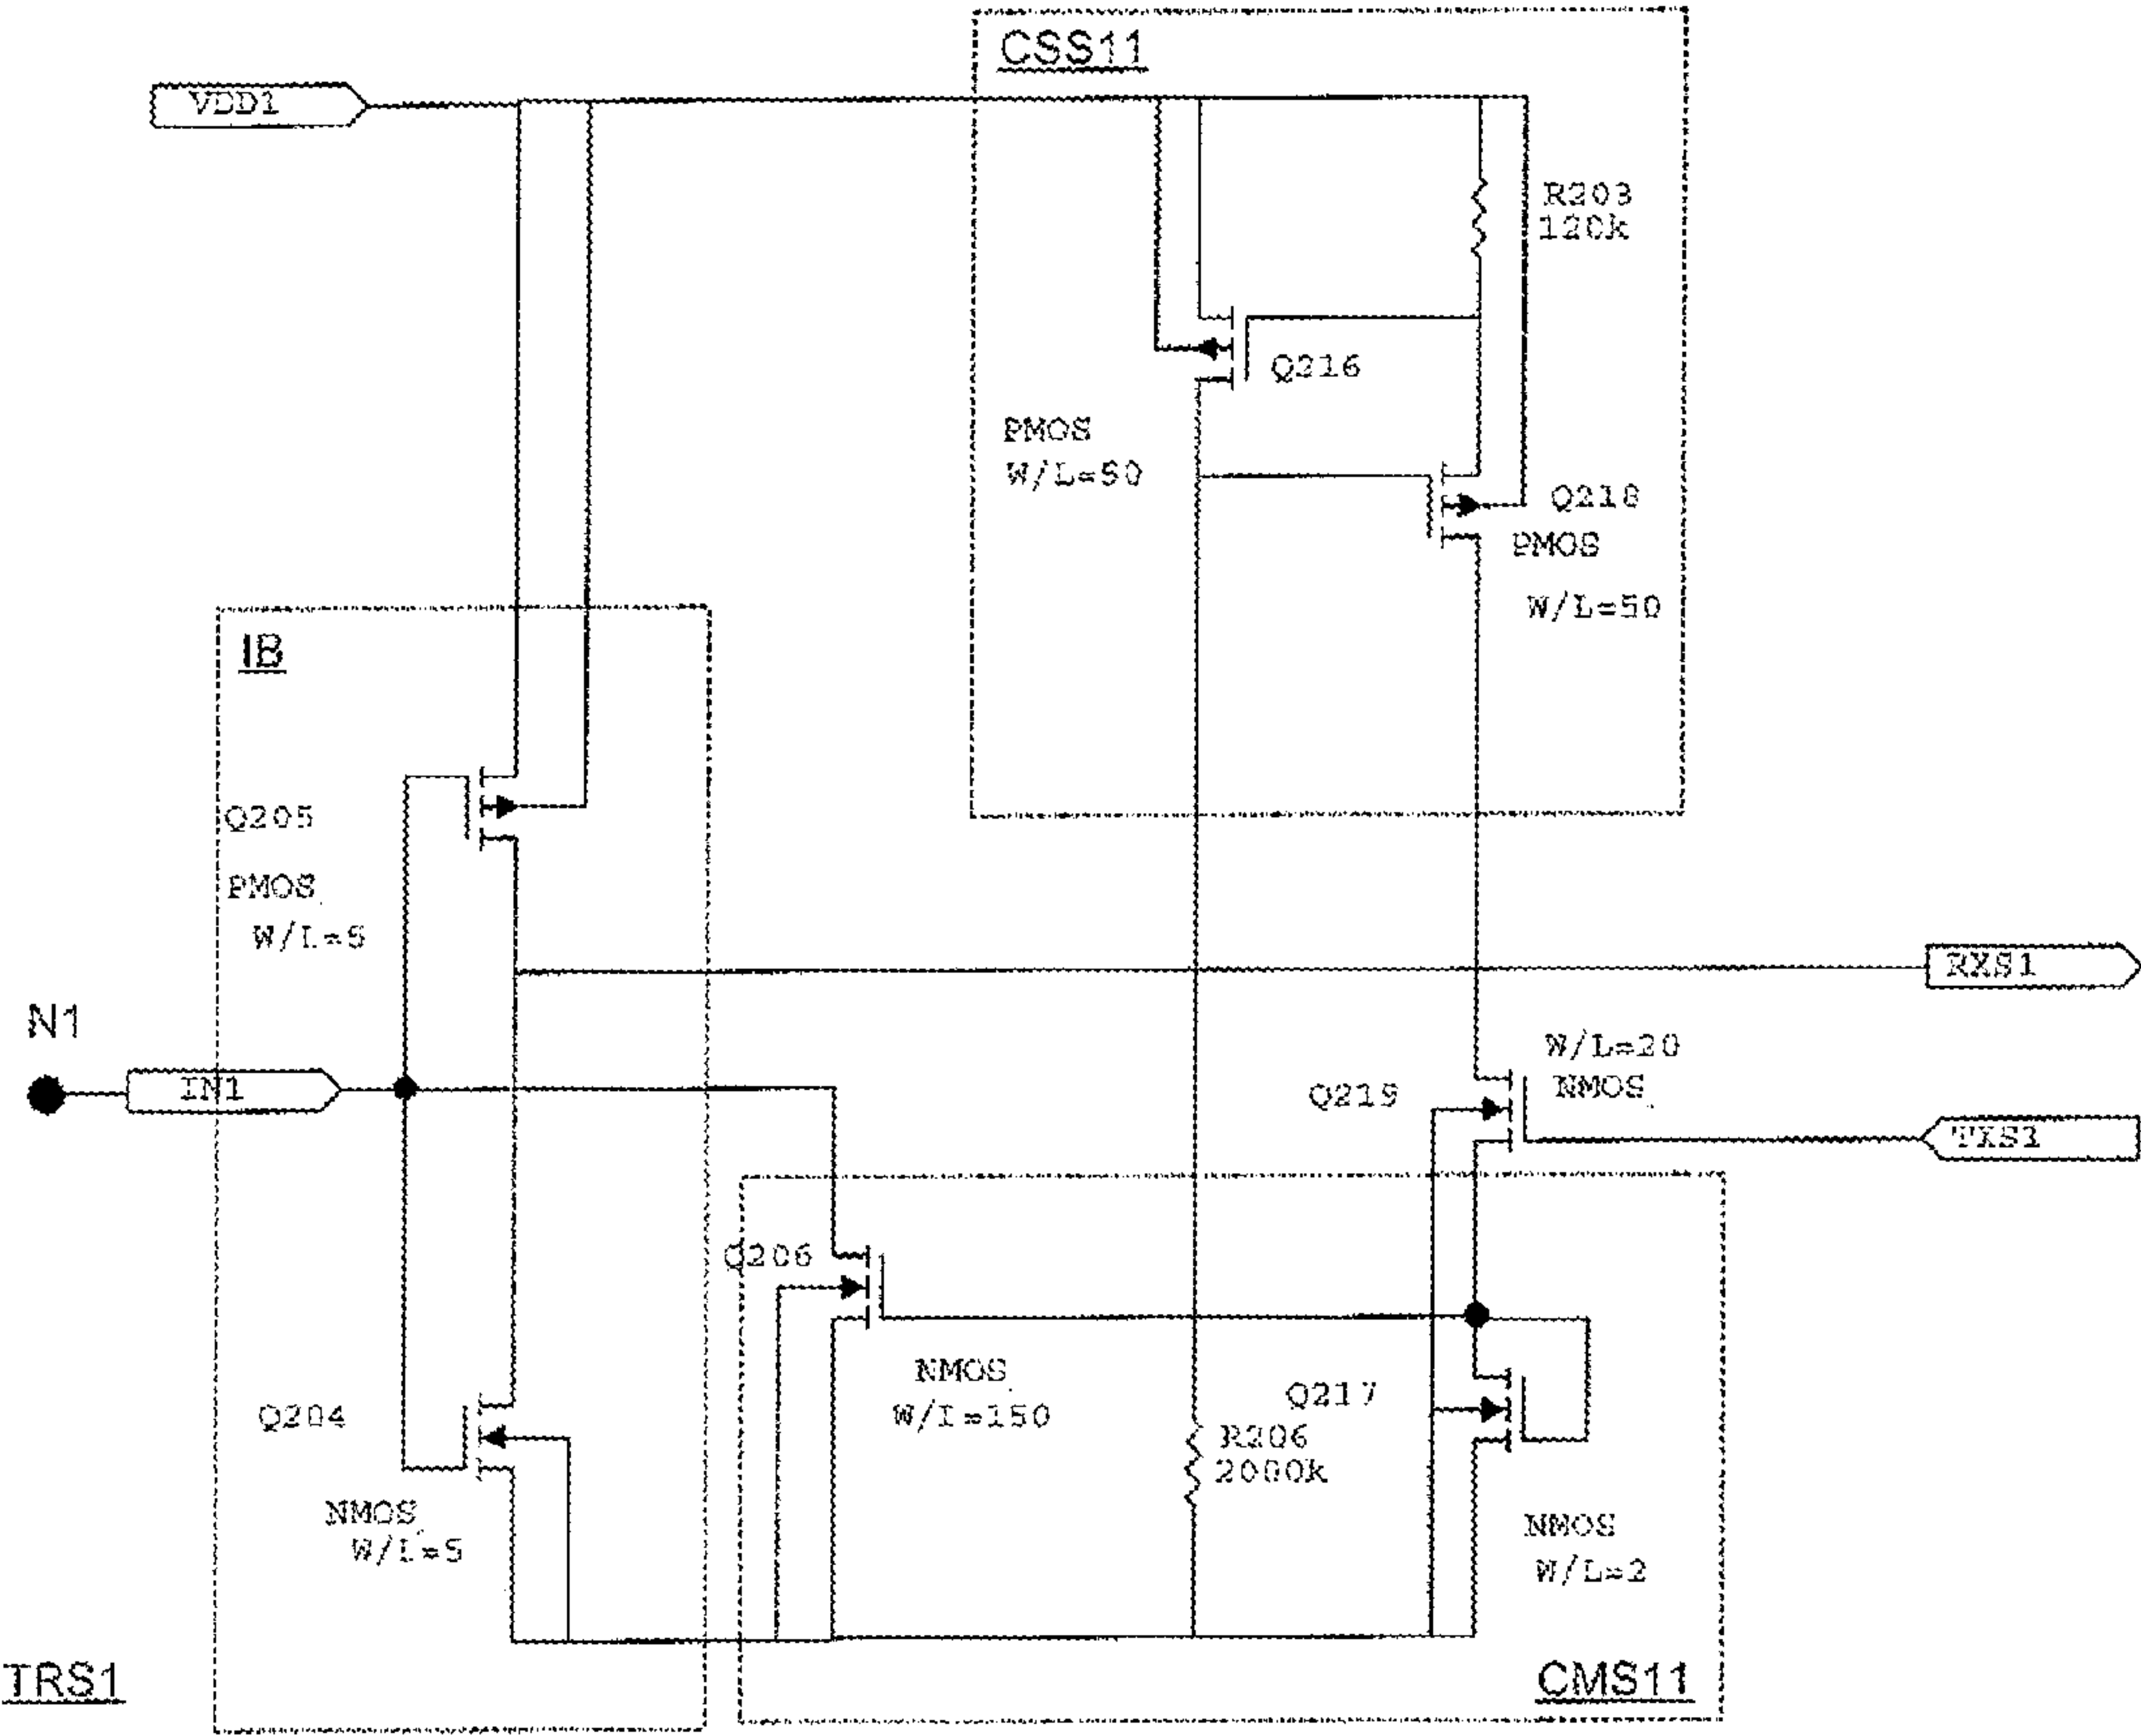 CSS11
VDD1
R203
120k
Q216
PMOS
W/L=50
Q218
PMOS
W/L=50
IB
Q205
PMOS
W/L=5
RXS1
N1
IN1
W/L=20
NMOS
Q219
TXS1
Q206
NMOS
W/L=150
Q217
Q204
R206
2000k
NMOS
W/L=5
NMOS
W/L=2
TRS1
CMS11